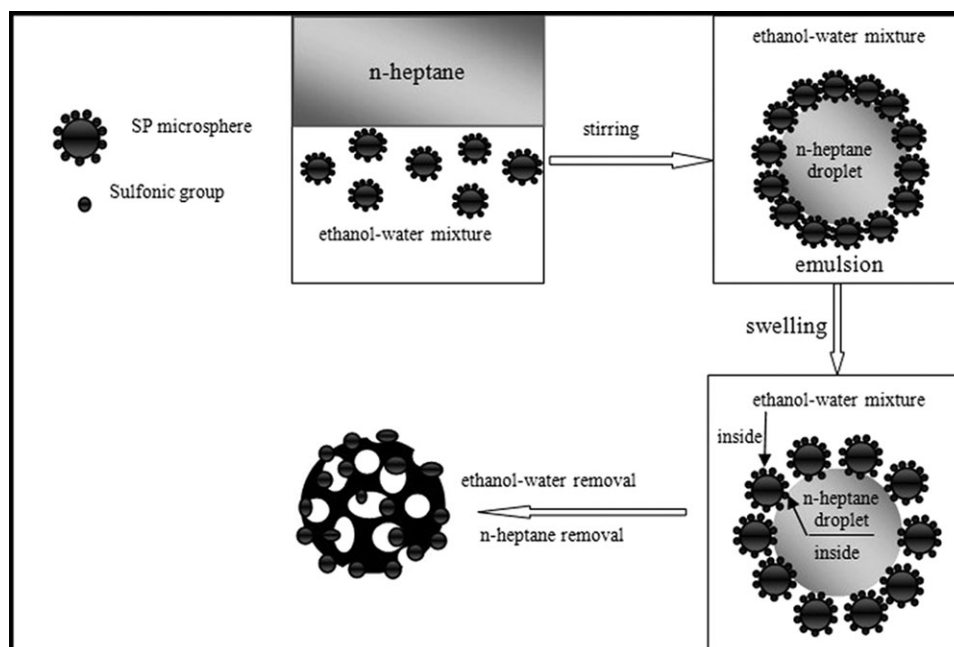 SP microsphere
Sulfonic group
n-heptane
ethanol-water mixture
stirring
ethanol-water mixture
n-heptane
droplet
emulsion
swelling
ethanol-water mixture
inside
n-heptane
droplet
inside
ethanol-water removal
n-heptane removal